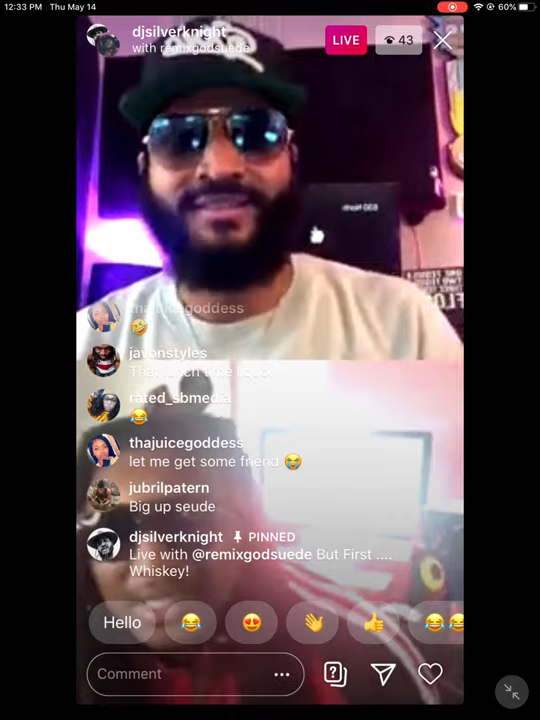 12:33 PM Thu May 14
60%
djsilverknight
with remixgodsuede
LIVE
43
thajuicegoddess
javonstyles
rated_sbmedia
thajuicegoddess
let me get some friend 😭
jubrilpatern
Big up seude
djsilverknight PINNED
Live with @remixgodsuede But First ....
Whiskey!
Hello
Comment